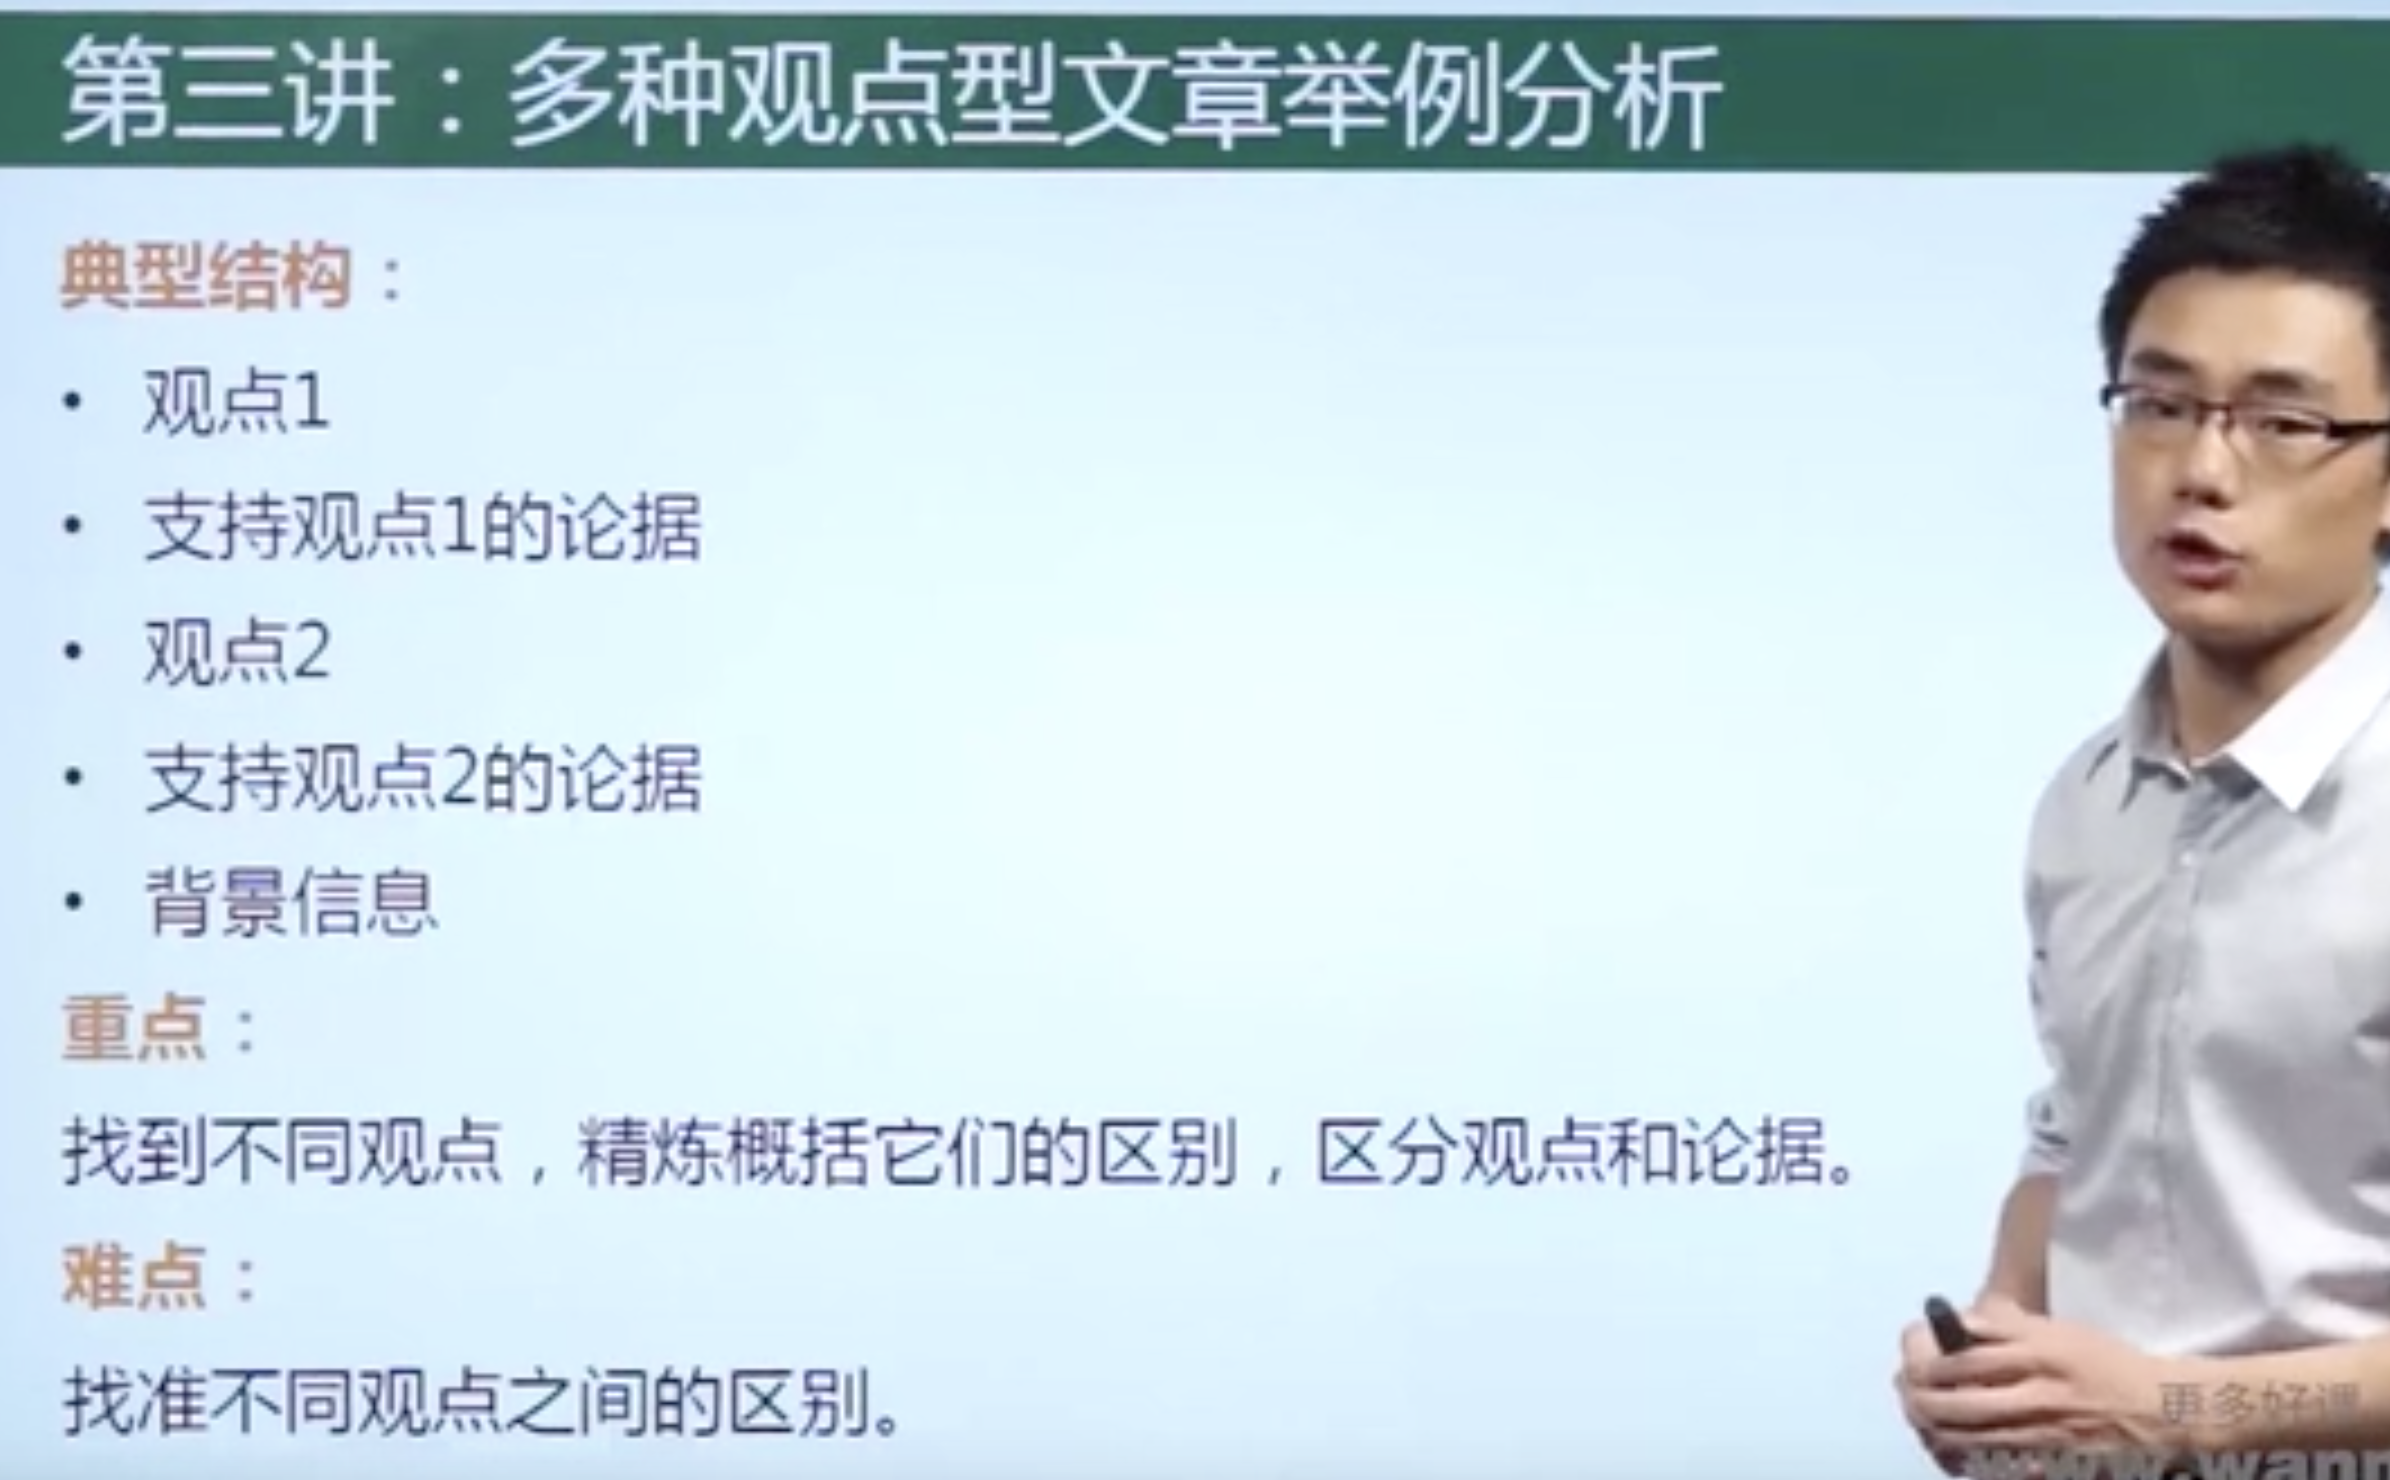 第三讲：多种观点型文章举例分析
典型结构：
• 观点1
• 支持观点1的论据
• 观点2
• 支持观点2的论据
• 背景信息
重点：
找到不同观点，精炼概括它们的区别，区分观点和论据。
难点：
找准不同观点之间的区别。
更多好课
www.wann